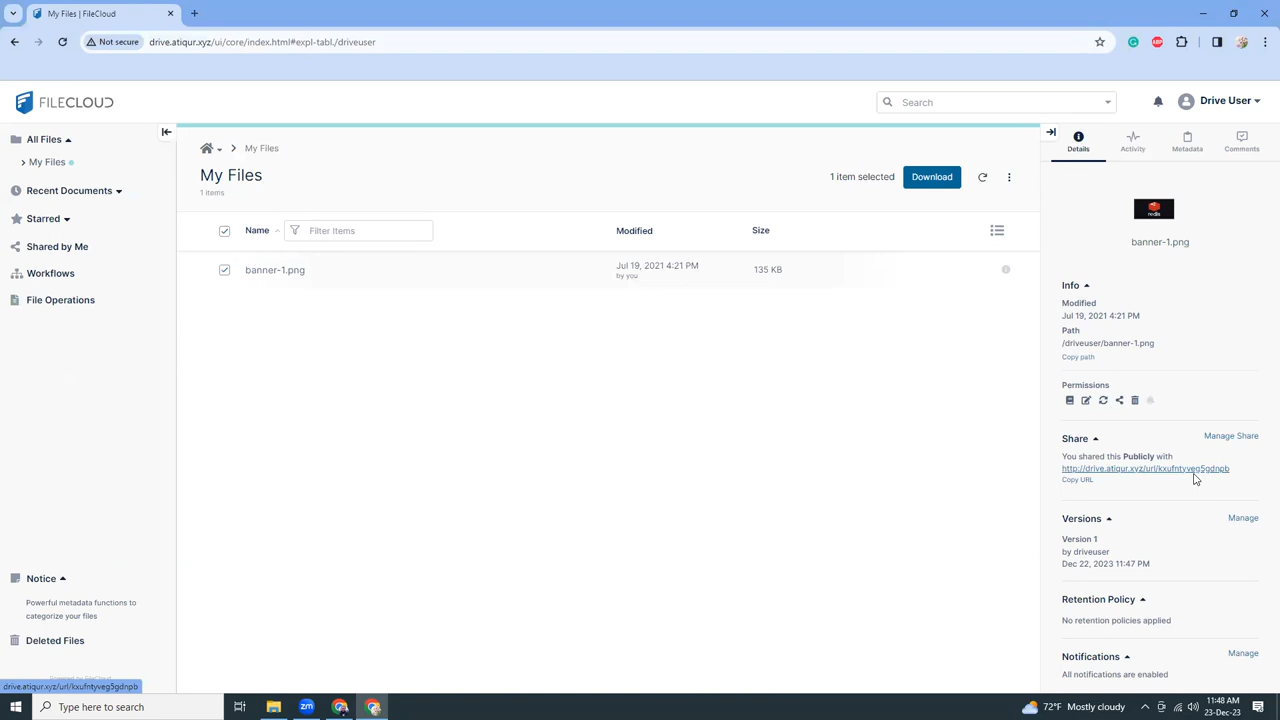 FILECLOUD
Not secure
drive.atiqur.xyz/ui/core/index.html#expl-tabl./driveuser
ABP
FILECLOUD
Search
Drive User
All Files
My Files
Recent Documents
Starred
Shared by Me
Workflows
File Operations
Notice
Powerful metadata functions to
categorize your files
Deleted Files
drive.atiqur.xyz/url/kxufntyveg5gdnpb
My Files
My Files
1 items
1 item selected
Download
Name
Filter Items
Modified
Size
banner-1.png
Jul 19, 2021 4:21 PM
by you
135 KB
Details
Activity
Metadata
Comments
redis
banner-1.png
Info
Modified
Jul 19, 2021 4:21 PM
Path
/driveuser/banner-1.png
Copy path
Permissions
Share
Manage Share
You shared this Publicly with
http://drive.atiqur.xyz/url/kxufntyveg5gdnpb
Copy URL
Versions
Manage
Version 1
by driveuser
Dec 22, 2023 11:47 PM
Retention Policy
No retention policies applied
Notifications
Manage
All notifications are enabled
Type here to search
zm
72°F Mostly cloudy
11:48 AM
23-Dec-23